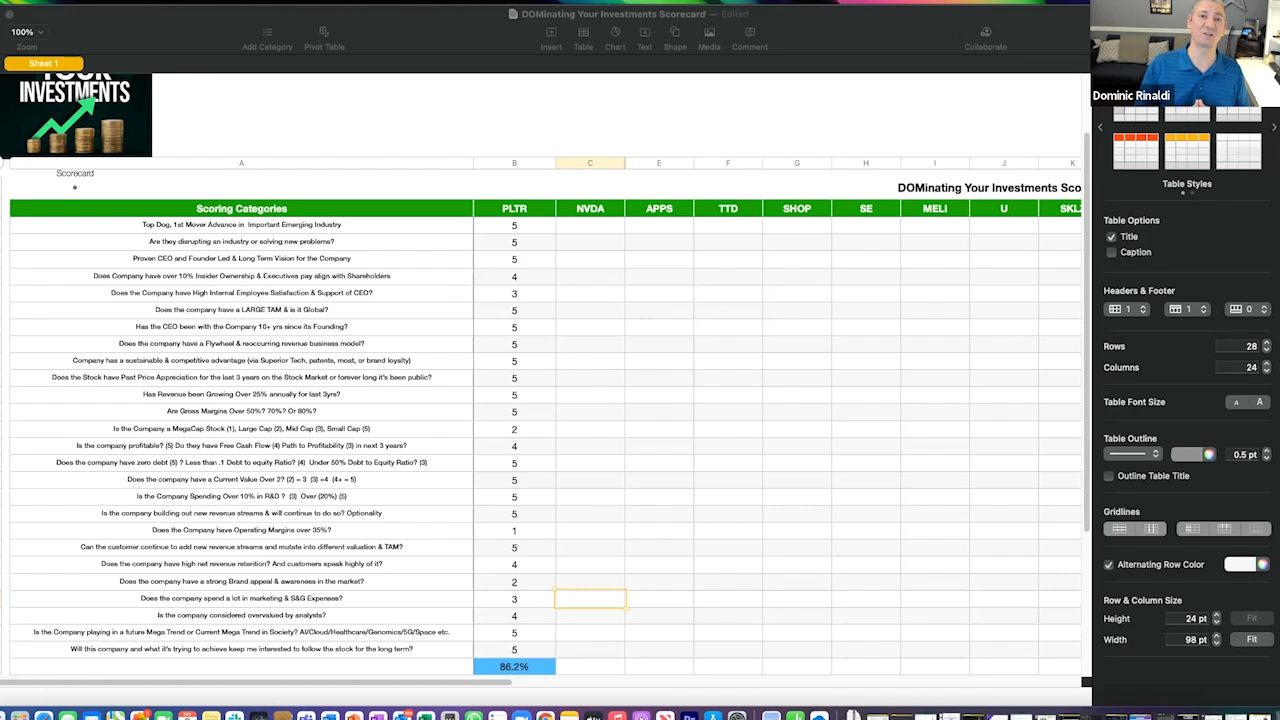 DOMinating Your Investments Scorecard — Edited
100%
Zoom
Add Category
Pivot Table
Insert
Table
Chart
Text
Shape
Media
Comment
Collaborate
Sheet 1
INVESTMENTS
Dominic Rinaldi
A B C E F G H I J K
Scorecard
DOMinating Your Investments Sco
Scoring Categories PLTR NVDA APPS TTD SHOP SE MELI U SKLZ
Top Dog, 1st Mover Advance in Important Emerging Industry 5
Are they disrupting an industry or solving new problems? 5
Proven CEO and Founder Led & Long Term Vision for the Company 5
Does Company have over 10% Insider Ownership & Executives pay align with Shareholders 4
Does the Company have High Internal Employee Satisfaction & Support of CEO? 3
Does the company have a LARGE TAM & is it Global? 5
Has the CEO been with the Company 10+ yrs since its Founding? 5
Does the company have a Flywheel & reoccurring revenue business model? 5
Company has a sustainable & competitive advantage (via Superior Tech, patents, moat, or brand loyalty) 5
Does the Stock have Past Price Appreciation for the last 3 years on the Stock Market or forever long it's been public? 5
Has Revenue been Growing Over 25% annually for last 3yrs? 5
Are Gross Margins Over 50%? 70%? Or 80%? 5
Is the Company a MegaCap Stock (1), Large Cap (2), Mid Cap (3), Small Cap (5) 2
Is the company profitable? (5) Do they have Free Cash Flow (4) Path to Profitability (3) in next 3 years? 4
Does the company have zero debt (5) ? Less than .1 Debt to equity Ratio? (4) Under 50% Debt to Equity Ratio? (3) 5
Does the company have a Current Value Over 2? (2) = 3 (3) =4 (4+ = 5) 5
Is the Company Spending Over 10% in R&D ? (3) Over (20%) (5) 5
Is the company building out new revenue streams & will continue to do so? Optionality 5
Does the Company have Operating Margins over 35%? 1
Can the customer continue to add new revenue streams and mutate into different valuation & TAM? 5
Does the company have high net revenue retention? And customers speak highly of it? 4
Does the company have a strong Brand appeal & awareness in the market? 2
Does the company spend a lot in marketing & S&G Expenses? 3
Is the company considered overvalued by analysts? 4
Is the Company playing in a future Mega Trend or Current Mega Trend in Society? AI/Cloud/Healthcare/Genomics/5G/Space etc. 5
Will this company and what it's trying to achieve keep me interested to follow the stock for the long term? 5
86.2%
Table Styles
Table Options
Title
Caption
Headers & Footer
1 1 0
Rows 28
Columns 24
Table Font Size A A
Table Outline
0.5 pt
Outline Table Title
Gridlines
Alternating Row Color
Row & Column Size
Height 24 pt Fit
Width 98 pt Fit